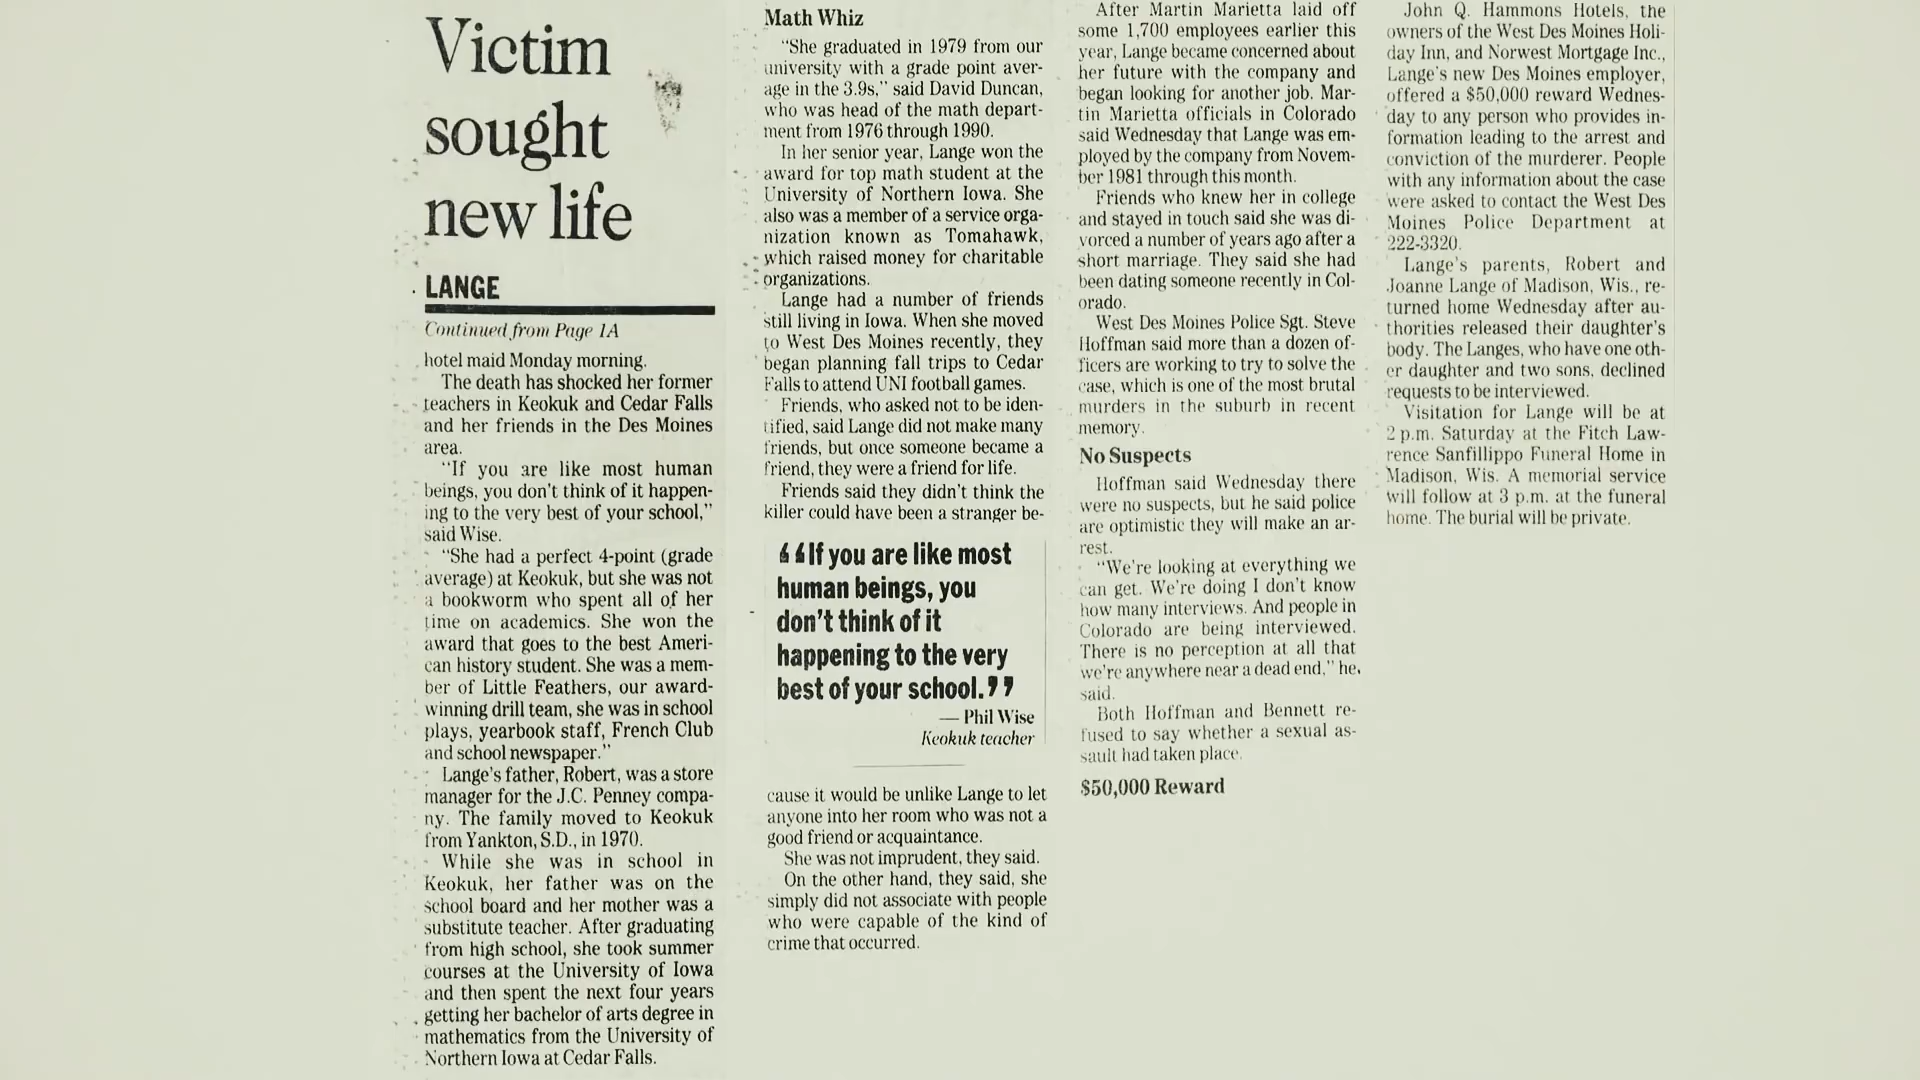 Victim
sought
new life
LANGE
Continued from Page 1A
hotel maid Monday morning.
The death has shocked her former
teachers in Keokuk and Cedar Falls
and her friends in the Des Moines
area.
"If you are like most human
beings, you don't think of it happen-
ing to the very best of your school,"
said Wise.
"She had a perfect 4-point (grade
average) at Keokuk, but she was not
a bookworm who spent all of her
time on academics. She won the
award that goes to the best Ameri-
can history student. She was a mem-
ber of Little Feathers, our award-
winning drill team, she was in school
plays, yearbook staff, French Club
and school newspaper."
Lange's father, Robert, was a store
manager for the J.C. Penney compa-
ny. The family moved to Keokuk
from Yankton, S.D., in 1970.
While she was in school in
Keokuk, her father was on the
school board and her mother was a
substitute teacher. After graduating
from high school, she took summer
courses at the University of Iowa
and then spent the next four years
getting her bachelor of arts degree in
mathematics from the University of
Northern Iowa at Cedar Falls.
Math Whiz
"She graduated in 1979 from our
university with a grade point aver-
age in the 3.9s," said David Duncan,
who was head of the math depart-
ment from 1976 through 1990.
In her senior year, Lange won the
award for top math student at the
University of Northern Iowa. She
also was a member of a service orga-
nization known as Tomahawk,
which raised money for charitable
organizations.
Lange had a number of friends
still living in Iowa. When she moved
to West Des Moines recently, they
began planning fall trips to Cedar
Falls to attend UNI football games.
Friends, who asked not to be iden-
tified, said Lange did not make many
friends, but once someone became a
friend, they were a friend for life.
Friends said they didn't think the
killer could have been a stranger be-
"If you are like most
human beings, you
don't think of it
happening to the very
best of your school."
— Phil Wise
Keokuk teacher
cause it would be unlike Lange to let
anyone into her room who was not a
good friend or acquaintance.
She was not imprudent, they said.
On the other hand, they said, she
simply did not associate with people
who were capable of the kind of
crime that occurred.
After Martin Marietta laid off
some 1,700 employees earlier this
year, Lange became concerned about
her future with the company and
began looking for another job. Mar-
tin Marietta officials in Colorado
said Wednesday that Lange was em-
ployed by the company from Novem-
ber 1981 through this month.
Friends who knew her in college
and stayed in touch said she was di-
vorced a number of years ago after a
short marriage. They said she had
been dating someone recently in Col-
orado.
West Des Moines Police Sgt. Steve
Hoffman said more than a dozen of-
ficers are working to try to solve the
case, which is one of the most brutal
murders in the suburb in recent
memory.
No Suspects
Hoffman said Wednesday there
were no suspects, but he said police
are optimistic they will make an ar-
rest.
"We're looking at everything we
can get. We're doing I don't know
how many interviews. And people in
Colorado are being interviewed.
There is no perception at all that
we're anywhere near a dead end," he
said.
Both Hoffman and Bennett re-
fused to say whether a sexual as-
sault had taken place.
$50,000 Reward
John Q. Hammons Hotels, the
owners of the West Des Moines Holi-
day Inn, and Norwest Mortgage Inc.,
Lange's new Des Moines employer,
offered a $50,000 reward Wednes-
day to any person who provides in-
formation leading to the arrest and
conviction of the murderer. People
with any information about the case
were asked to contact the West Des
Moines Police Department at
222-3320.
Lange's parents, Robert and
Joanne Lange of Madison, Wis., re-
turned home Wednesday after au-
thorities released their daughter's
body. The Langes, who have one oth-
er daughter and two sons, declined
requests to be interviewed.
Visitation for Lange will be at
2 p.m. Saturday at the Fitch Law-
rence Sanfillippo Funeral Home in
Madison, Wis. A memorial service
will follow at 3 p.m. at the funeral
home. The burial will be private.